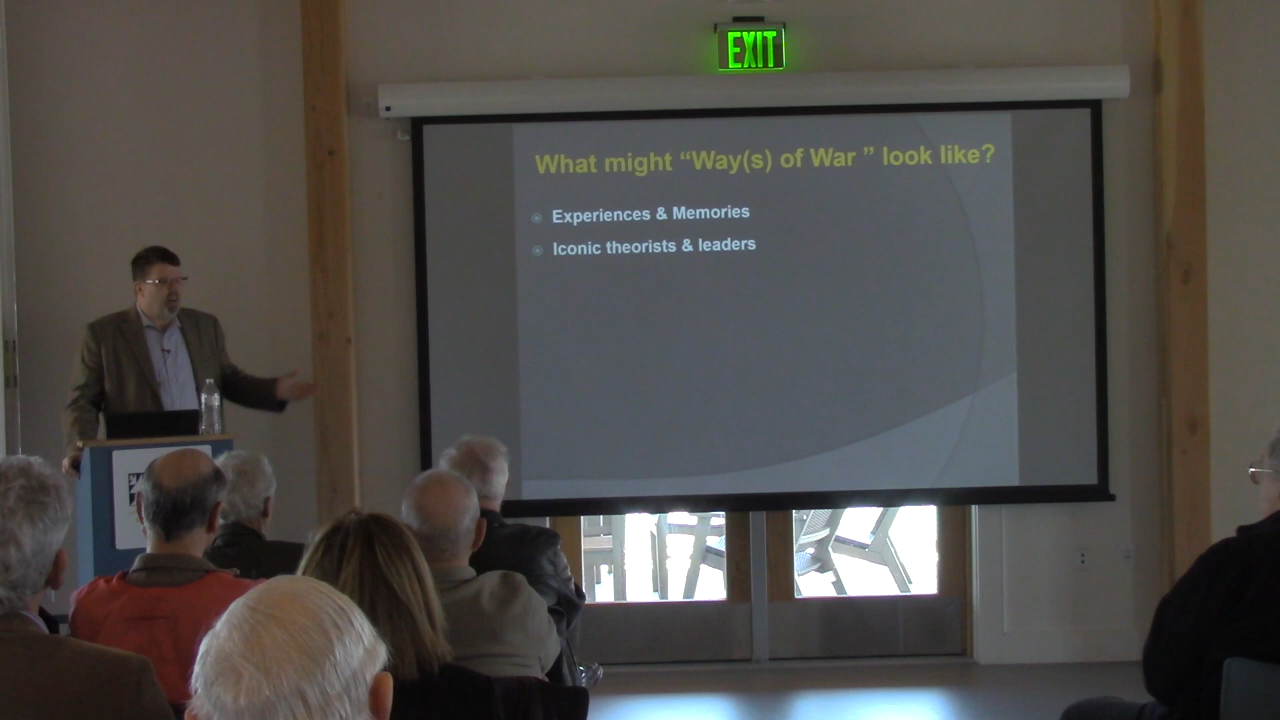 EXIT
What might “Way(s) of War ” look like?
Experiences & Memories
Iconic theorists & leaders